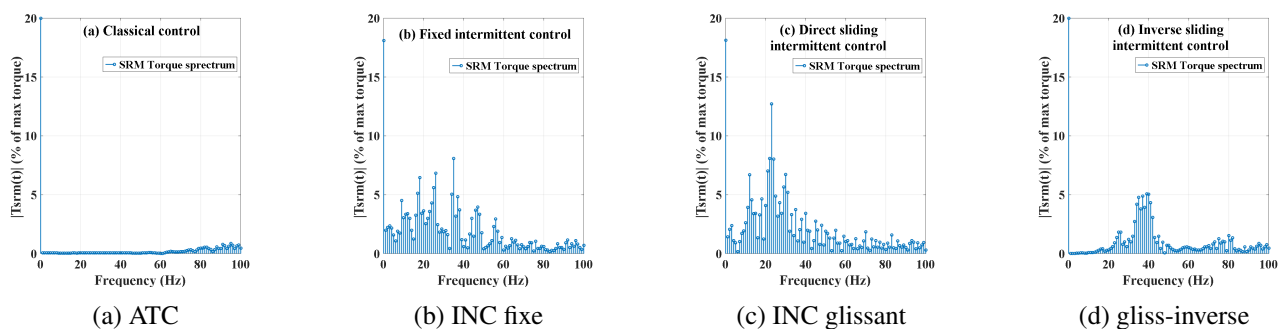 20
15
10
5
0
0 20 40 60 80 100
|Tsrm(t)| (% of max torque)
Frequency (Hz)
(a) Classical control
SRM Torque sprectrum
(a) ATC
20
15
10
5
0
0 20 40 60 80 100
|Tsrm(t)| (% of max torque)
Frequency (Hz)
(b) Fixed intermittent control
SRM Torque spectrum
(b) INC fixe
20
15
10
5
0
0 20 40 60 80 100
|Tsrm(t)| (% of max torque)
Frequency (Hz)
(c) Direct sliding
intermittent control
SRM Torque spectrum
(c) INC glissant
20
15
10
5
0
0 20 40 60 80 100
|Tsrm(t)| (% of max torque)
Frequency (Hz)
(d) Inverse sliding
intermittent control
SRM Torque spectrum
(d) gliss-inverse